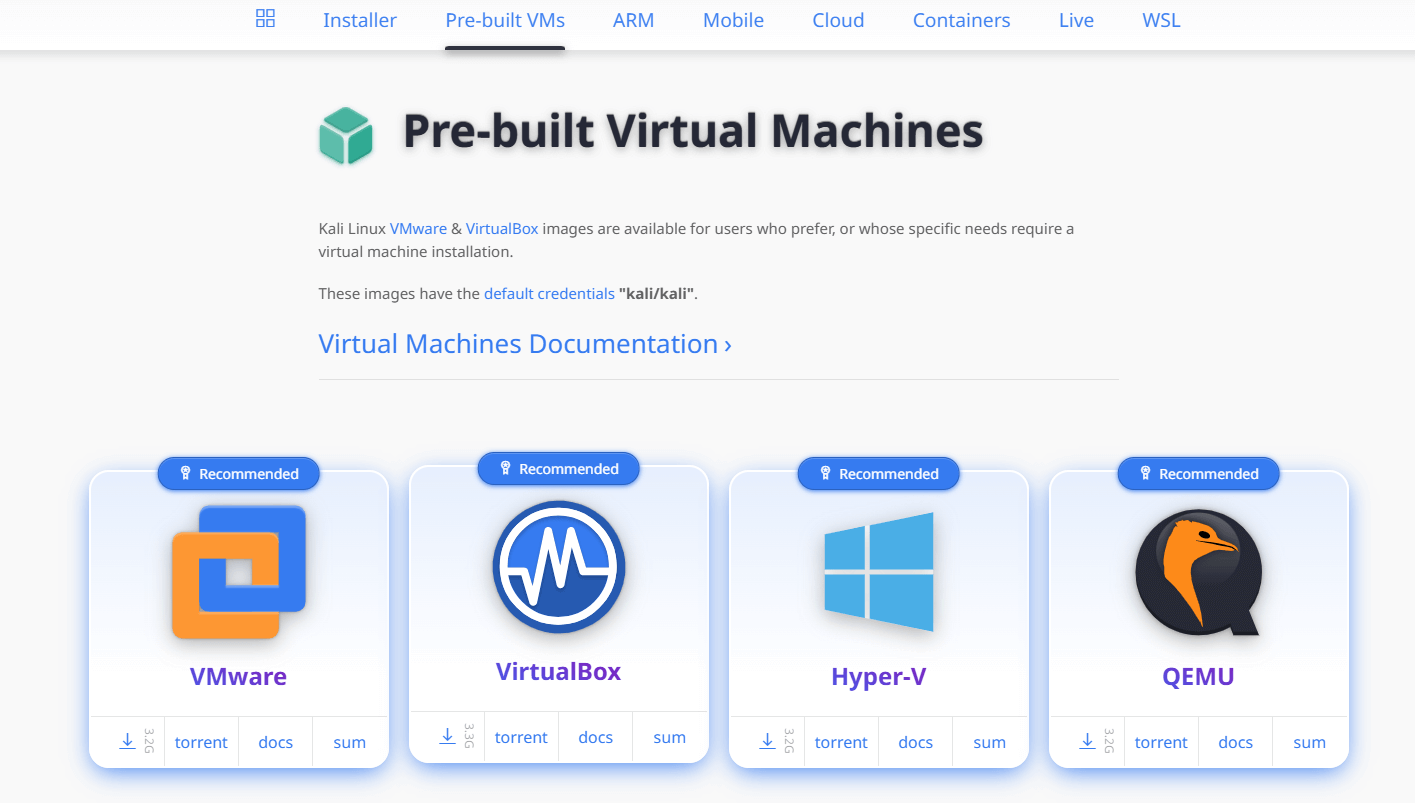 Installer Pre-built VMs ARM Mobile Cloud Containers Live WSL
Pre-built Virtual Machines
Kali Linux VMware & VirtualBox images are available for users who prefer, or whose specific needs require a
virtual machine installation.
These images have the default credentials "kali/kali".
Virtual Machines Documentation ›
Recommended
VMware
3.2G torrent docs sum
Recommended
VirtualBox
3.3G torrent docs sum
Recommended
Hyper-V
3.2G torrent docs sum
Recommended
QEMU
3.2G torrent docs sum